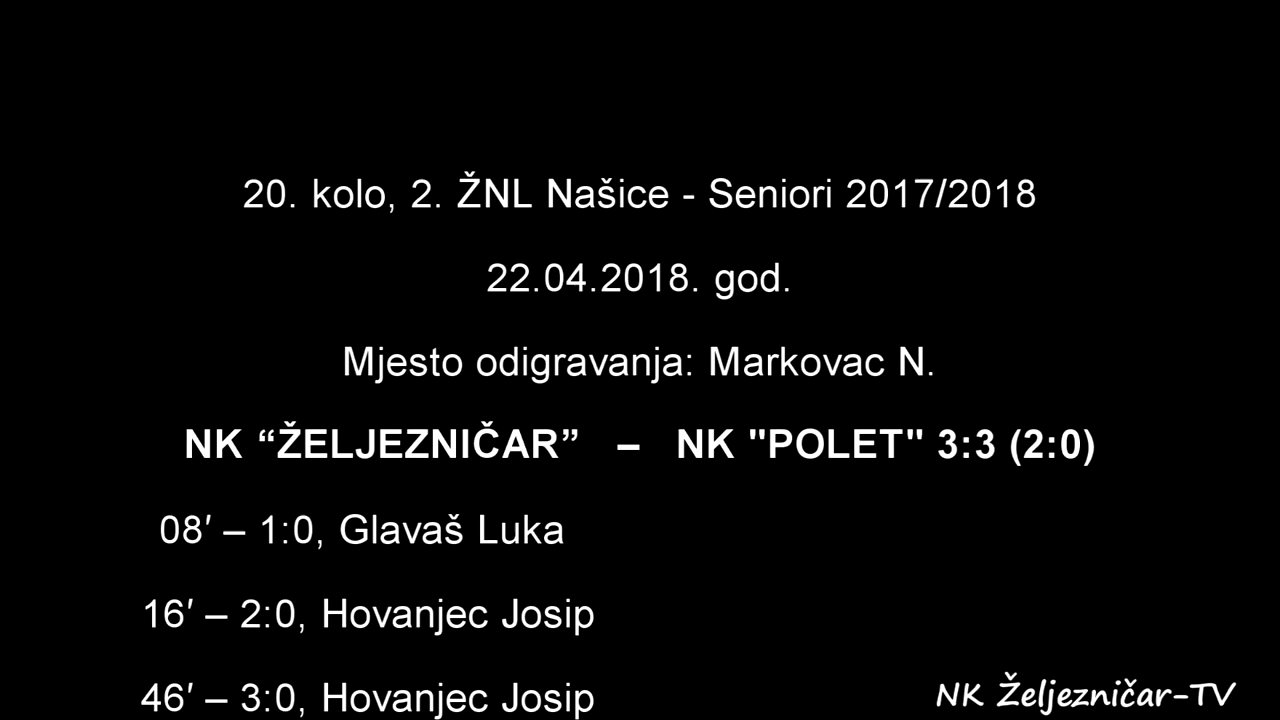 20. kolo, 2. ŽNL Našice - Seniori 2017/2018
22.04.2018. god.
Mjesto odigravanja: Markovac N.
NK “ŽELJEZNIČAR” – NK "POLET" 3:3 (2:0)
08′ – 1:0, Glavaš Luka
16′ – 2:0, Hovanjec Josip
46′ – 3:0, Hovanjec Josip
NK Željezničar-TV